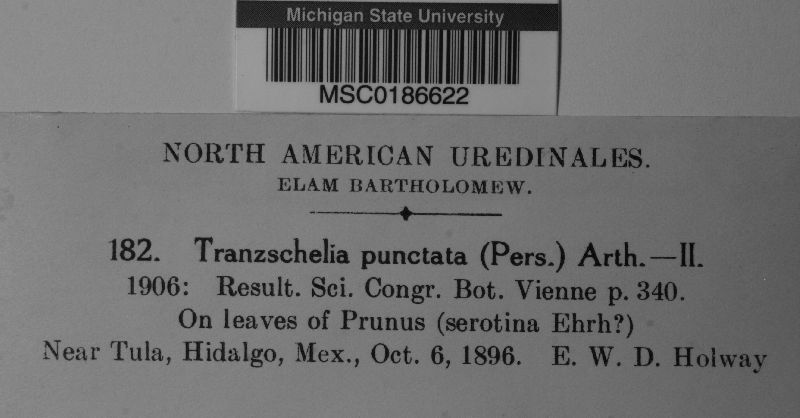 Michigan State University
MSC0186622
NORTH AMERICAN UREDINALES.
ELAM BARTHOLOMEW.
182. Tranzschelia punctata (Pers.) Arth.—II.
1906: Result. Sci. Congr. Bot. Vienne p. 340.
On leaves of Prunus (serotina Ehrh?)
Near Tula, Hidalgo, Mex., Oct. 6, 1896. E. W. D. Holway